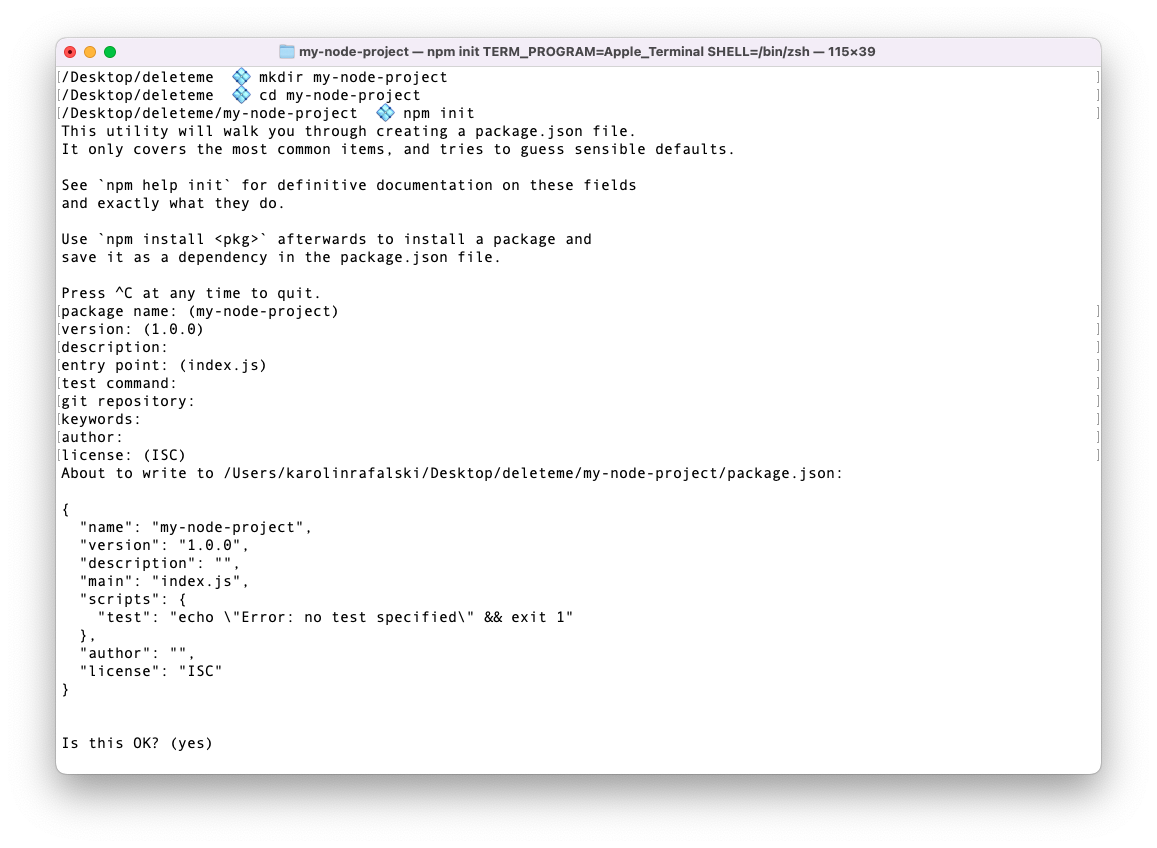 my-node-project — npm init TERM_PROGRAM=Apple_Terminal SHELL=/bin/zsh — 115×39
[/Desktop/deleteme 💠 mkdir my-node-project ]
[/Desktop/deleteme 💠 cd my-node-project ]
[/Desktop/deleteme/my-node-project 💠 npm init ]
This utility will walk you through creating a package.json file.
It only covers the most common items, and tries to guess sensible defaults.

See `npm help init` for definitive documentation on these fields
and exactly what they do.

Use `npm install <pkg>` afterwards to install a package and
save it as a dependency in the package.json file.

Press ^C at any time to quit.
[package name: (my-node-project) ]
[version: (1.0.0) ]
[description: ]
[entry point: (index.js) ]
[test command: ]
[git repository: ]
[keywords: ]
[author: ]
[license: (ISC) ]
About to write to /Users/karolinrafalski/Desktop/deleteme/my-node-project/package.json:

{
  "name": "my-node-project",
  "version": "1.0.0",
  "description": "",
  "main": "index.js",
  "scripts": {
    "test": "echo \"Error: no test specified\" && exit 1"
  },
  "author": "",
  "license": "ISC"
}

Is this OK? (yes)